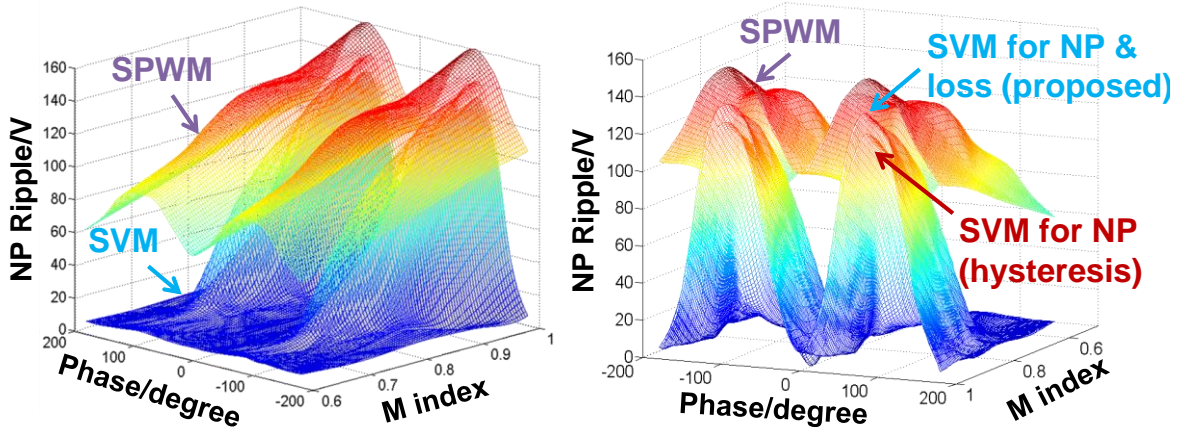 SPWM
SVM
NP Ripple/V
160
140
120
100
80
60
40
20
0
200
100
0
-100
-200
Phase/degree
0.6
0.7
0.8
0.9
1
M index
SPWM
SVM for NP &
loss (proposed)
SVM for NP
(hysteresis)
NP Ripple/V
160
140
120
100
80
60
40
20
0
-200
-100
0
100
200
Phase/degree
1
0.8
0.6
M index